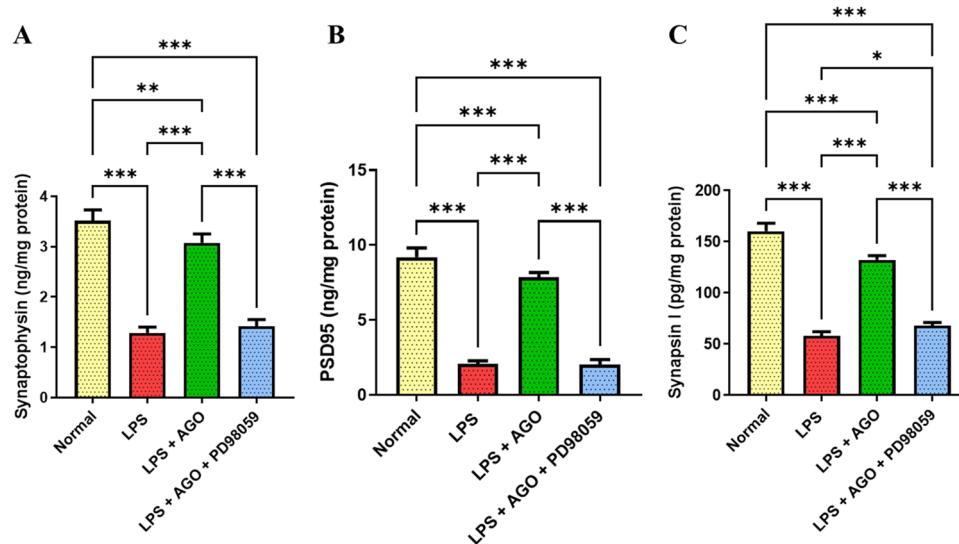 A
***
**
***
***
***
Synaptophysin (ng/mg protein)
4
3
2
1
0
Normal
LPS
LPS + AGO
LPS + AGO + PD98059
B
***
***
***
***
***
PSD95 (ng/mg protein)
15
10
5
0
Normal
LPS
LPS + AGO
LPS + AGO + PD98059
C
***
*
***
***
***
***
Synapsin I (pg/mg protein)
200
150
100
50
0
Normal
LPS
LPS + AGO
LPS + AGO + PD98059